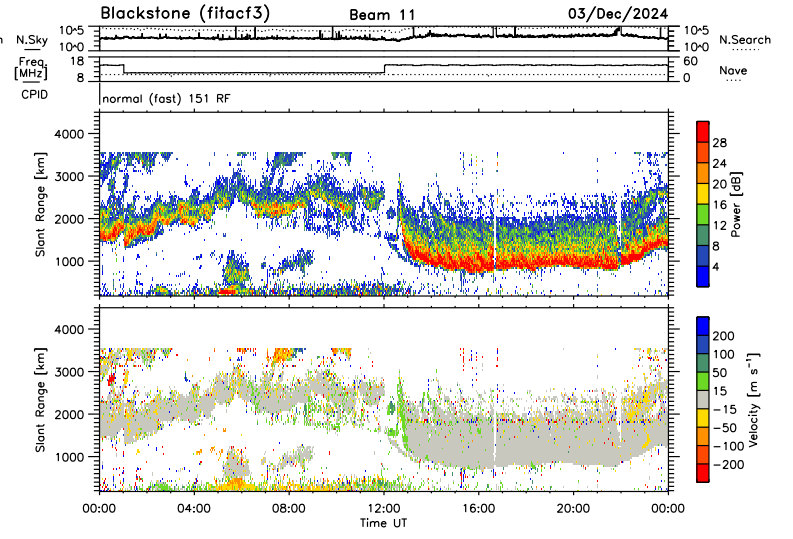 Blackstone (fitacf3) Beam 11 03/Dec/2024
n N.Sky 10^5 10^5 N.Search
10^0 10^0
Freq. 18 60 Nave
[MHz] 8 0
CPID normal (fast) 151 RF
Slant Range [km]
4000
3000
2000
1000
28
24
20
16
12
8
4
Power [dB]
Slant Range [km]
4000
3000
2000
1000
200
100
50
15
-15
-50
-100
-200
Velocity [m s⁻¹]
00:00 04:00 08:00 12:00 16:00 20:00 00:00
Time UT